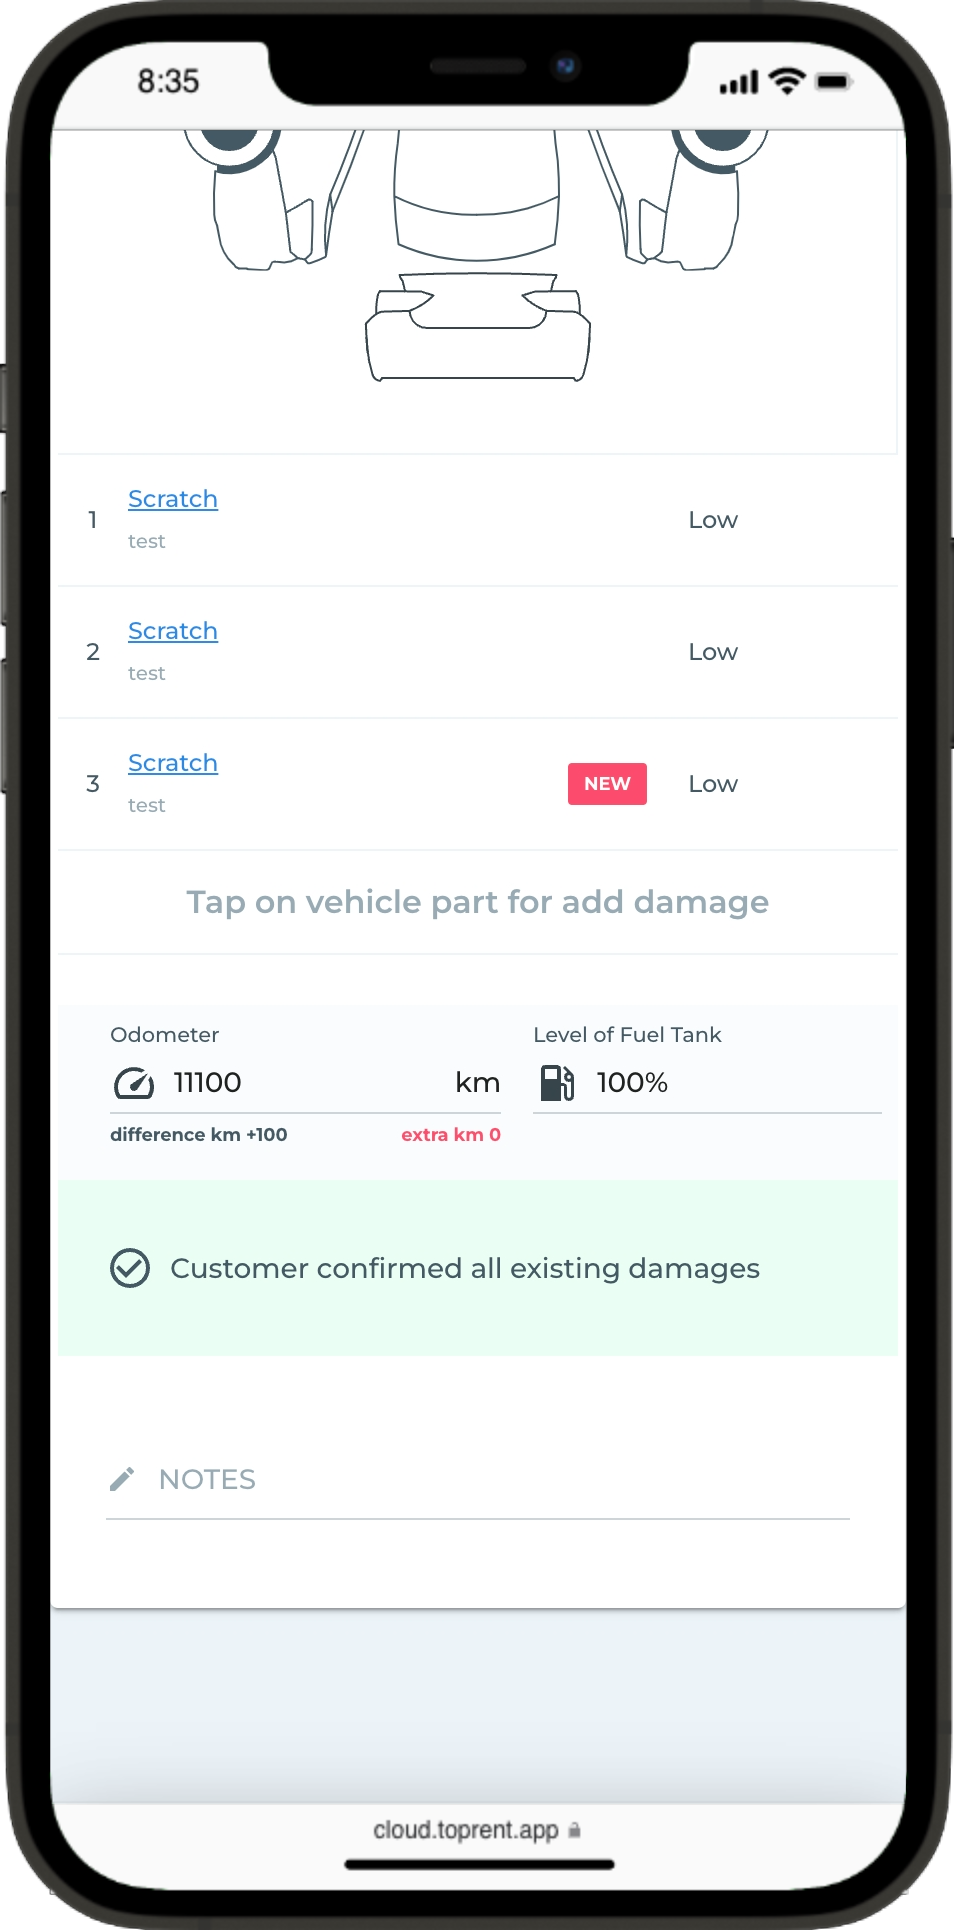 8:35
1
Scratch
test
Low
2
Scratch
test
Low
3
Scratch
test
NEW
Low
Tap on vehicle part for add damage
Odometer
11100 km
difference km +100 extra km 0
Level of Fuel Tank
100%
Customer confirmed all existing damages
NOTES
cloud.toprent.app